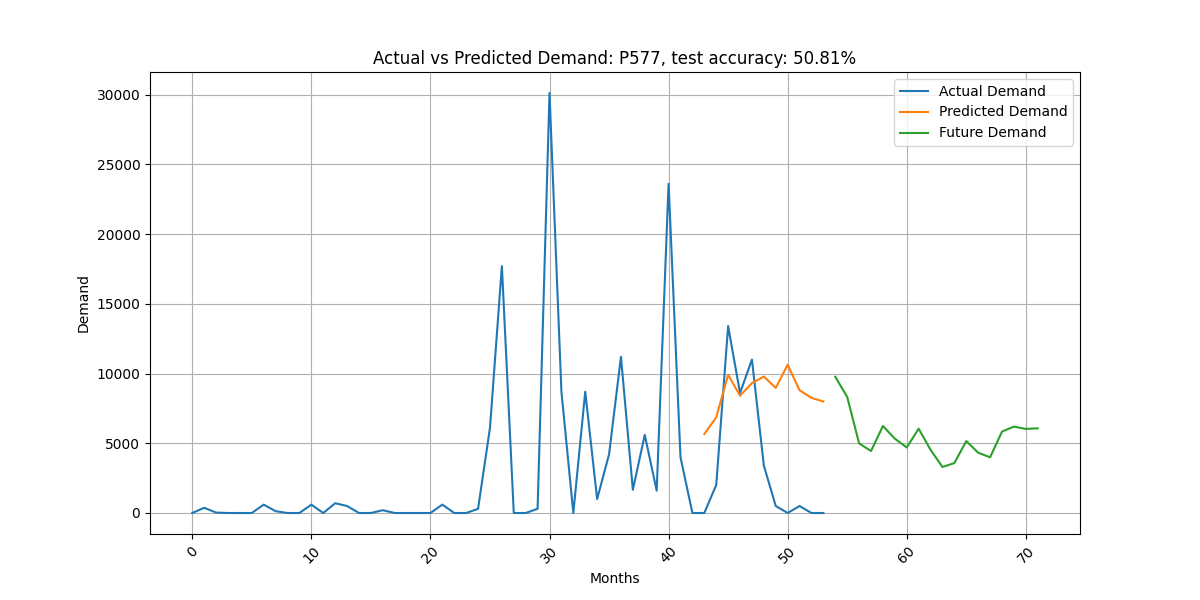 Actual vs Predicted Demand: P577, test accuracy: 50.81%
Actual Demand
Predicted Demand
Future Demand
30000
25000
20000
15000
10000
5000
0
Demand
0 10 20 30 40 50 60 70
Months